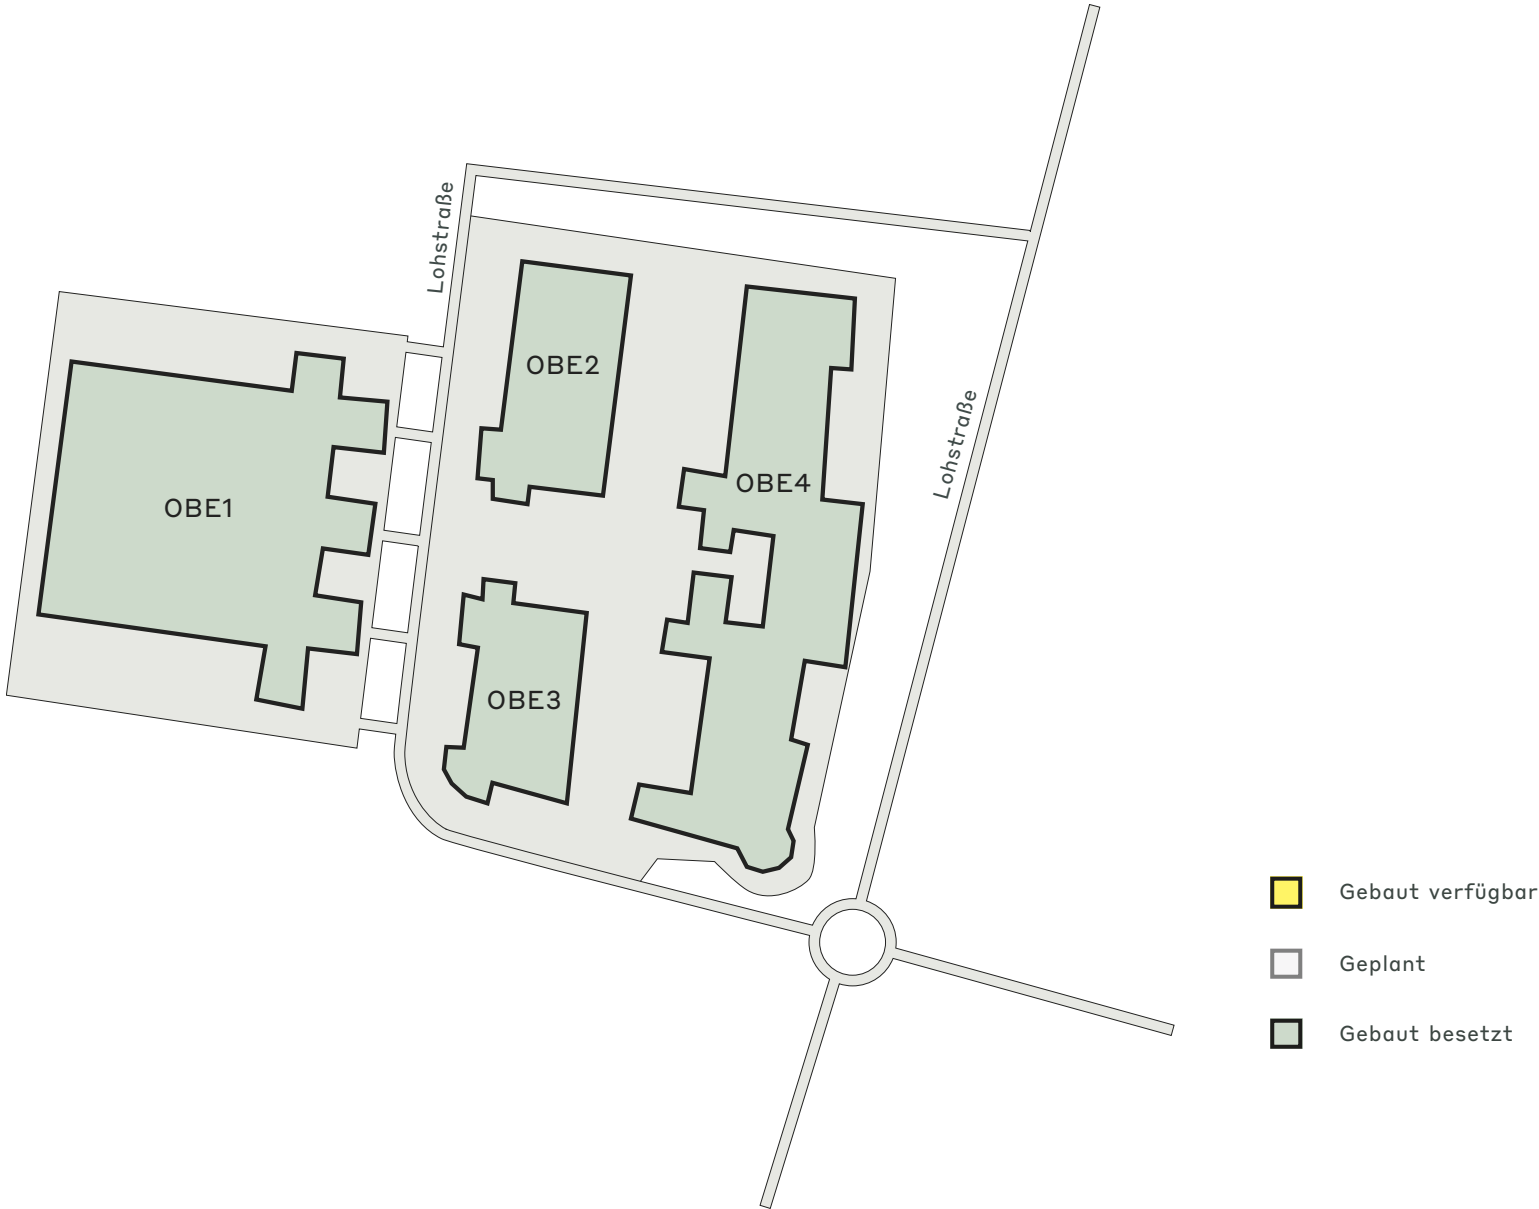 Lohstraße
OBE2
OBE1
OBE4
Lohstraße
OBE3
Gebaut verfügbar
Geplant
Gebaut besetzt